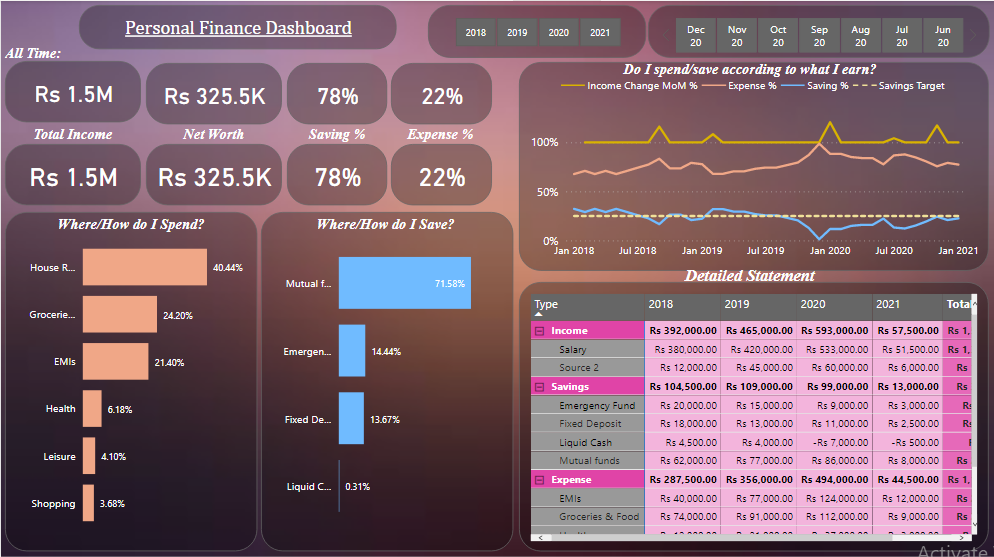 Personal Finance Dashboard
2018 2019 2020 2021
Dec 20 Nov 20 Oct 20 Sep 20 Aug 20 Jul 20 Jun 20
All Time:
Rs 1.5M Rs 325.5K 78% 22%
Total Income Net Worth Saving % Expense %
Rs 1.5M Rs 325.5K 78% 22%
Do I spend/save according to what I earn?
Income Change MoM % Expense % Saving % Savings Target
100%
50%
0%
Jan 2018 Jul 2018 Jan 2019 Jul 2019 Jan 2020 Jul 2020 Jan 2021
Where/How do I Spend?
House R... 40.44%
Grocerie... 24.20%
EMIs 21.40%
Health 6.18%
Leisure 4.10%
Shopping 3.68%
Where/How do I Save?
Mutual f... 71.58%
Emergen... 14.44%
Fixed De... 13.67%
Liquid C... 0.31%
Detailed Statement
Type 2018 2019 2020 2021 Total
Income Rs 392,000.00 Rs 465,000.00 Rs 593,000.00 Rs 57,500.00 Rs 1,
Salary Rs 380,000.00 Rs 420,000.00 Rs 533,000.00 Rs 51,500.00 Rs 1,
Source 2 Rs 12,000.00 Rs 45,000.00 Rs 60,000.00 Rs 6,000.00 Rs
Savings Rs 104,500.00 Rs 109,000.00 Rs 99,000.00 Rs 13,000.00 Rs
Emergency Fund Rs 20,000.00 Rs 15,000.00 Rs 9,000.00 Rs 3,000.00 Rs
Fixed Deposit Rs 18,000.00 Rs 13,000.00 Rs 11,000.00 Rs 2,500.00 Rs
Liquid Cash Rs 4,500.00 Rs 4,000.00 -Rs 7,000.00 -Rs 500.00 Rs
Mutual funds Rs 62,000.00 Rs 77,000.00 Rs 86,000.00 Rs 8,000.00 Rs
Expense Rs 287,500.00 Rs 356,000.00 Rs 494,000.00 Rs 44,500.00 Rs 1,
EMIs Rs 40,000.00 Rs 77,000.00 Rs 124,000.00 Rs 12,000.00 Rs
Groceries & Food Rs 74,000.00 Rs 91,000.00 Rs 112,000.00 Rs 9,000.00 Rs
Activate